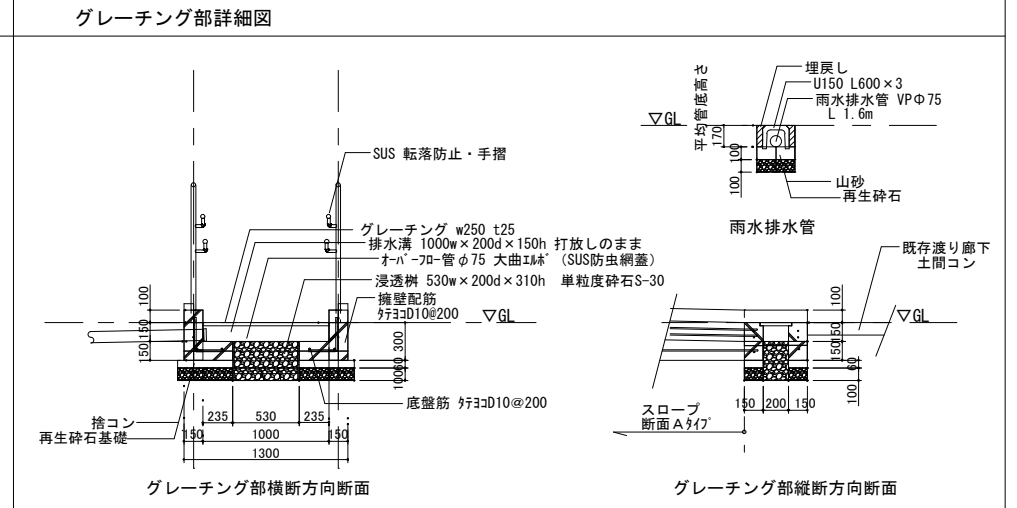 グレーチング部詳細図
SUS 転落防止・手摺
グレーチング w250 t25
排水溝 1000w×200d×150h 打放しのまま
ｵｰﾊﾞｰﾌﾛｰ管φ75 大曲ｴﾙﾎﾞ (SUS防虫網蓋)
浸透桝 530w×200d×310h 単粒度砕石S-30
擁壁配筋
ﾀﾃﾖｺD10@200
▽GL
100
150
150
300
60
100
底盤筋 ﾀﾃﾖｺD10@200
捨コン
再生砕石基礎
235 530 235
150 1000 150
1300
グレーチング部横断方向断面
埋戻し
U150 L600×3
雨水排水管 VPΦ75
L 1.6m
▽GL
平均管底高さ
170
100
100
山砂
再生砕石
雨水排水管
既存渡り廊下
土間コン
▽GL
100
150
150
60
100
150 200 150
スロープ
断面Aﾀｲﾌﾟ
グレーチング部縦断方向断面